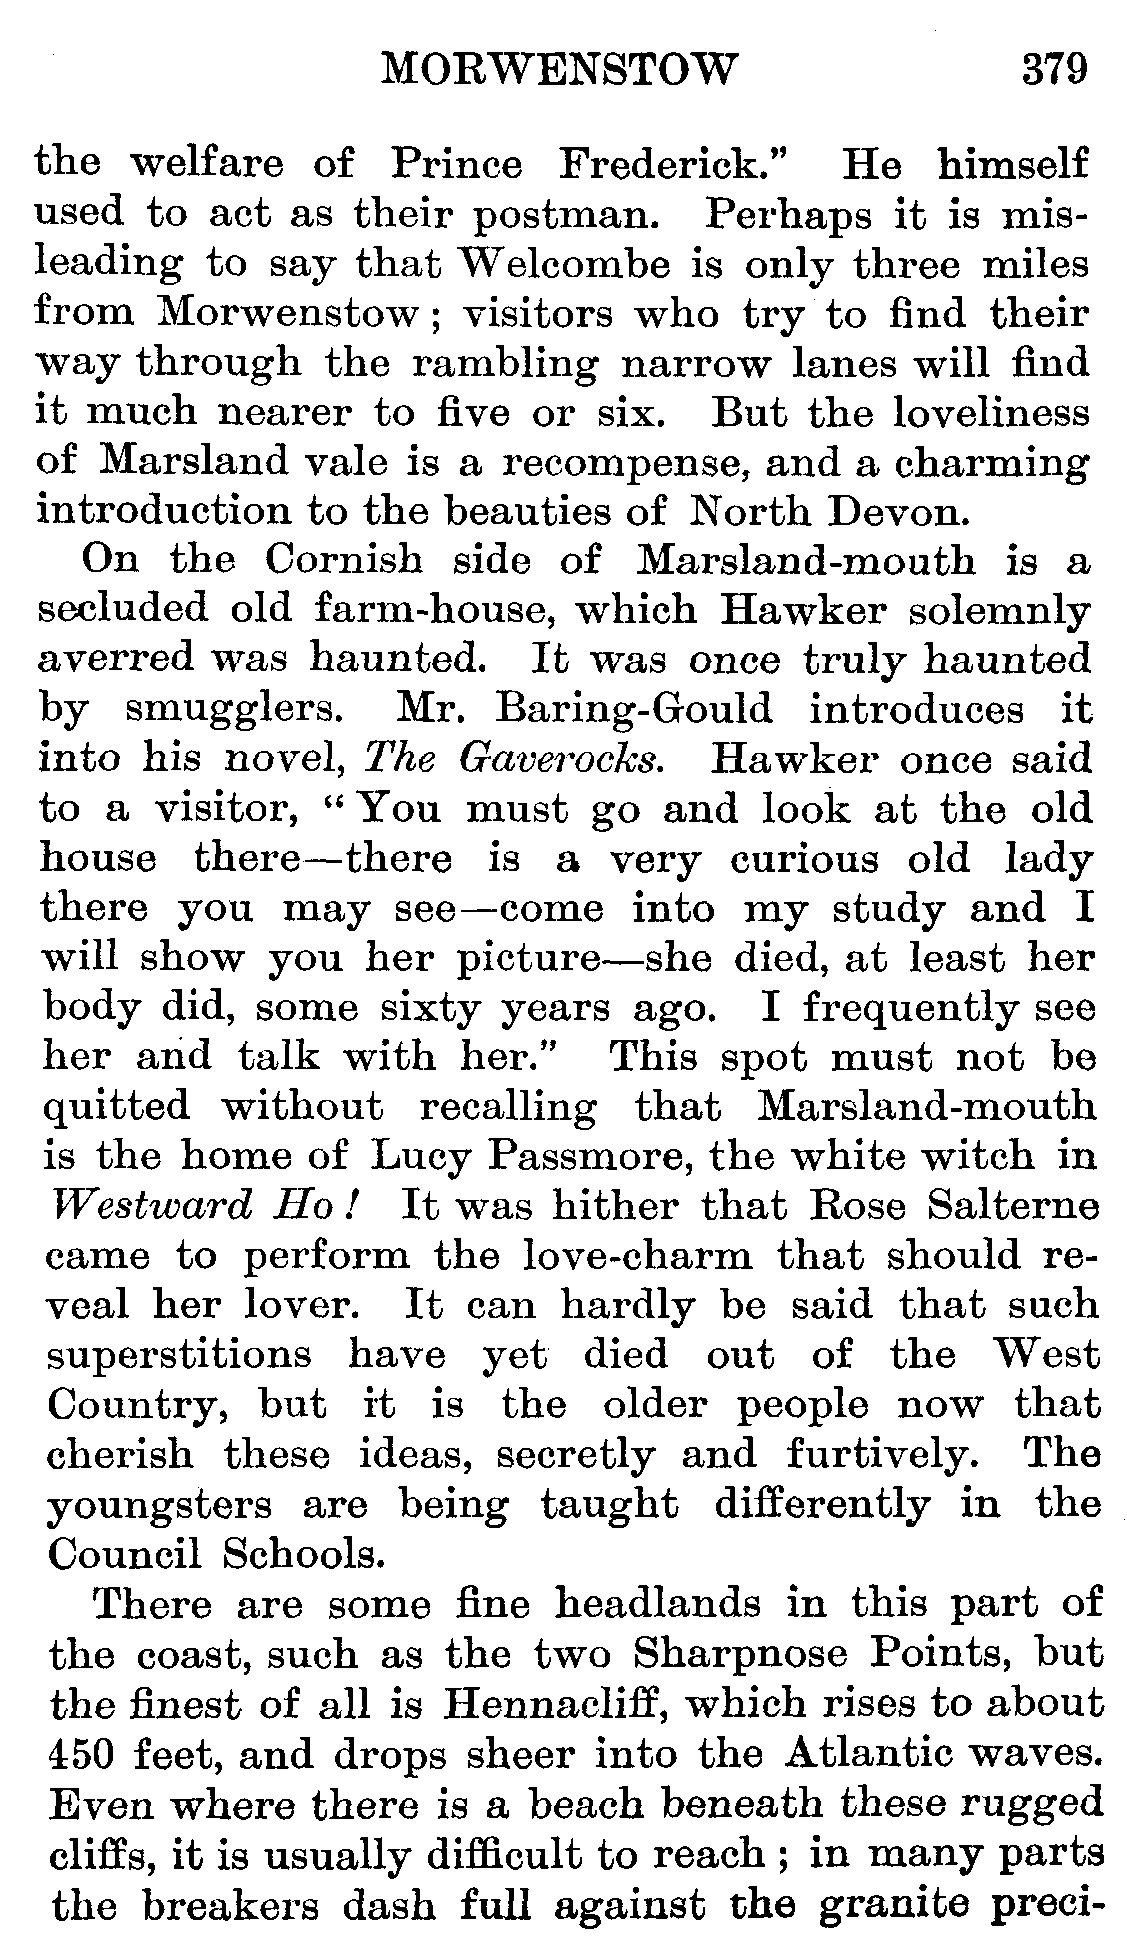 MORWENSTOW 379
the welfare of Prince Frederick.” He himself
used to act as their postman. Perhaps it is mis-
leading to say that Welcombe is only three miles
from Morwenstow ; visitors who try to find their
way through the rambling narrow lanes will find
it much nearer to five or six. But the loveliness
of Marsland vale is a recompense, and a charming
introduction to the beauties of North Devon.
On the Cornish side of Marsland-mouth is a
secluded old farm-house, which Hawker solemnly
averred was haunted. It was once truly haunted
by smugglers. Mr. Baring-Gould introduces it
into his novel, The Gaverocks. Hawker once said
to a visitor, “ You must go and look at the old
house there—there is a very curious old lady
there you may see—come into my study and I
will show you her picture—she died, at least her
body did, some sixty years ago. I frequently see
her and talk with her.” This spot must not be
quitted without recalling that Marsland-mouth
is the home of Lucy Passmore, the white witch in
Westward Ho ! It was hither that Rose Salterne
came to perform the love-charm that should re-
veal her lover. It can hardly be said that such
superstitions have yet died out of the West
Country, but it is the older people now that
cherish these ideas, secretly and furtively. The
youngsters are being taught differently in the
Council Schools.
There are some fine headlands in this part of
the coast, such as the two Sharpnose Points, but
the finest of all is Hennacliff, which rises to about
450 feet, and drops sheer into the Atlantic waves.
Even where there is a beach beneath these rugged
cliffs, it is usually difficult to reach ; in many parts
the breakers dash full against the granite preci-